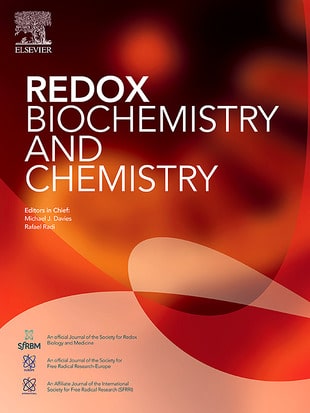 ELSEVIER
REDOX
BIOCHEMISTRY
AND
CHEMISTRY
Editors in Chief:
Michael J. Davies
Rafael Radi
SfRBM
An official Journal of the Society for Redox
Biology and Medicine
An official Journal of the Society for
Free Radical Research-Europe
An Affiliate Journal of the International
Society for Free Radical Research (SFRRI)